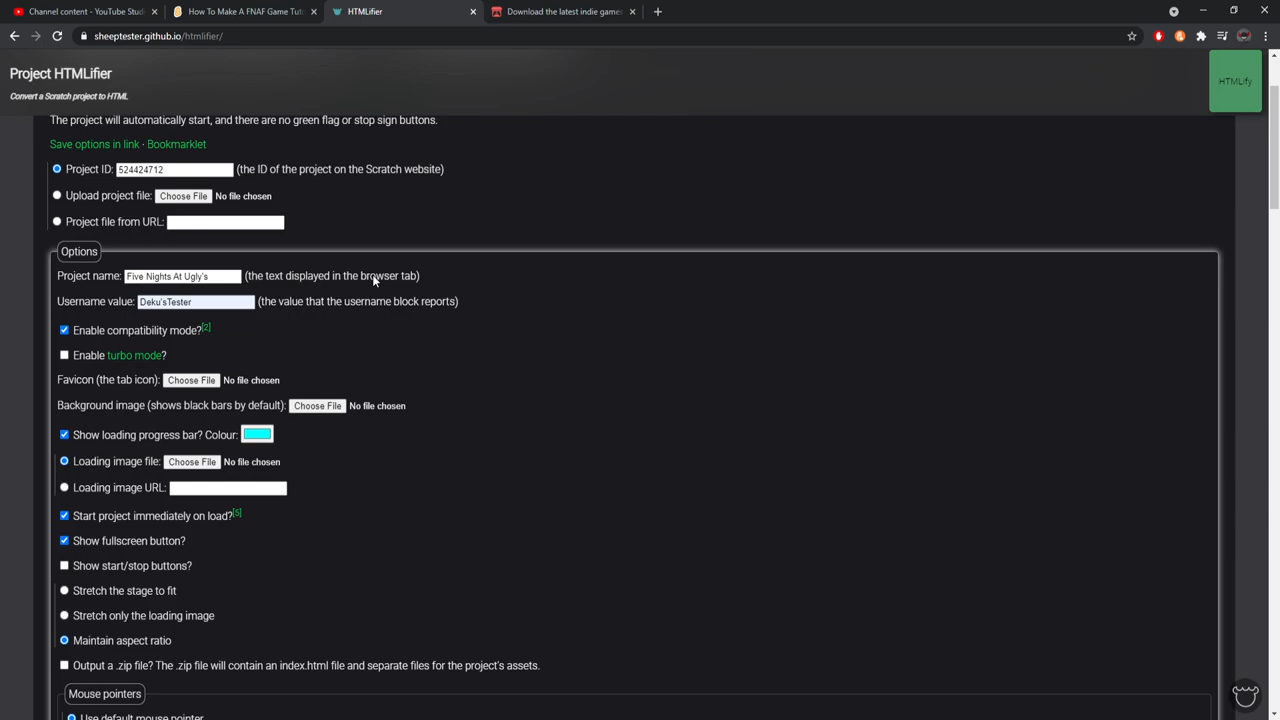 Channel content - YouTube Stud
How To Make A FNAF Game Tuto
HTMLifier
Download the latest indie games
sheeptester.github.io/htmlifier/
Project HTMLifier
Convert a Scratch project to HTML
HTMLify
The project will automatically start, and there are no green flag or stop sign buttons.
Save options in link · Bookmarklet
Project ID: 524424712 (the ID of the project on the Scratch website)
Upload project file: Choose File No file chosen
Project file from URL:
Options
Project name: Five Nights At Ugly's (the text displayed in the browser tab)
Username value: Deku'sTester (the value that the username block reports)
Enable compatibility mode?[2]
Enable turbo mode?
Favicon (the tab icon): Choose File No file chosen
Background image (shows black bars by default): Choose File No file chosen
Show loading progress bar? Colour:
Loading image file: Choose File No file chosen
Loading image URL:
Start project immediately on load?[5]
Show fullscreen button?
Show start/stop buttons?
Stretch the stage to fit
Stretch only the loading image
Maintain aspect ratio
Output a .zip file? The .zip file will contain an index.html file and separate files for the project's assets.
Mouse pointers
Use default mouse pointer